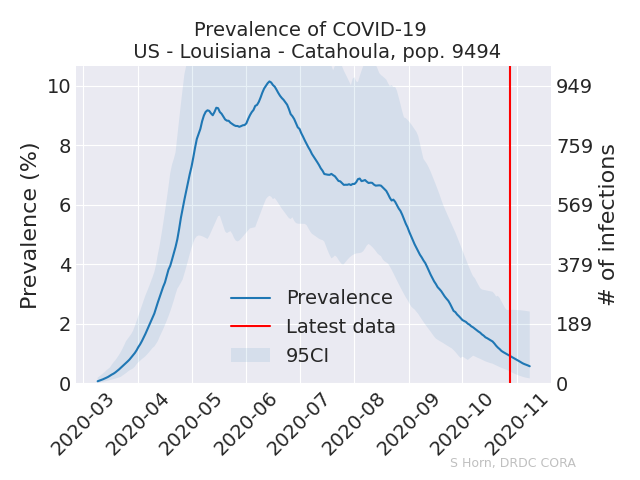 Prevalence of COVID-19
US - Louisiana - Catahoula, pop. 9494
Prevalence (%)
10
8
6
4
2
0
949
759
569
379
189
0
# of infections
Prevalence
Latest data
95CI
2020-03
2020-04
2020-05
2020-06
2020-07
2020-08
2020-09
2020-10
2020-11
S Horn, DRDC CORA